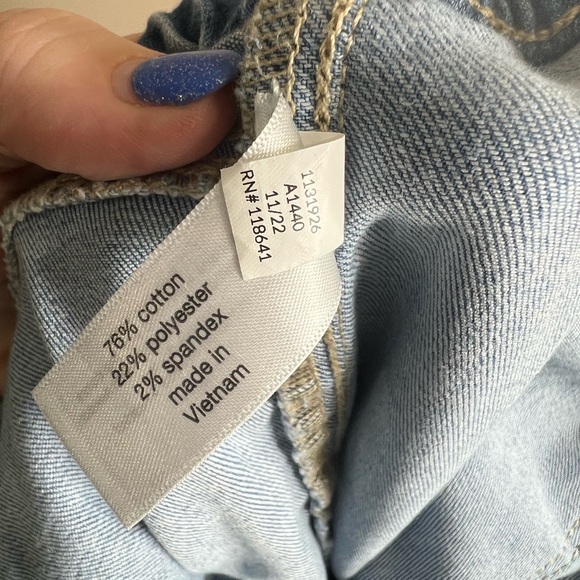 1131926
A1440
11/22
RN# 118641
76% cotton
22% polyester
2% spandex
made in
Vietnam